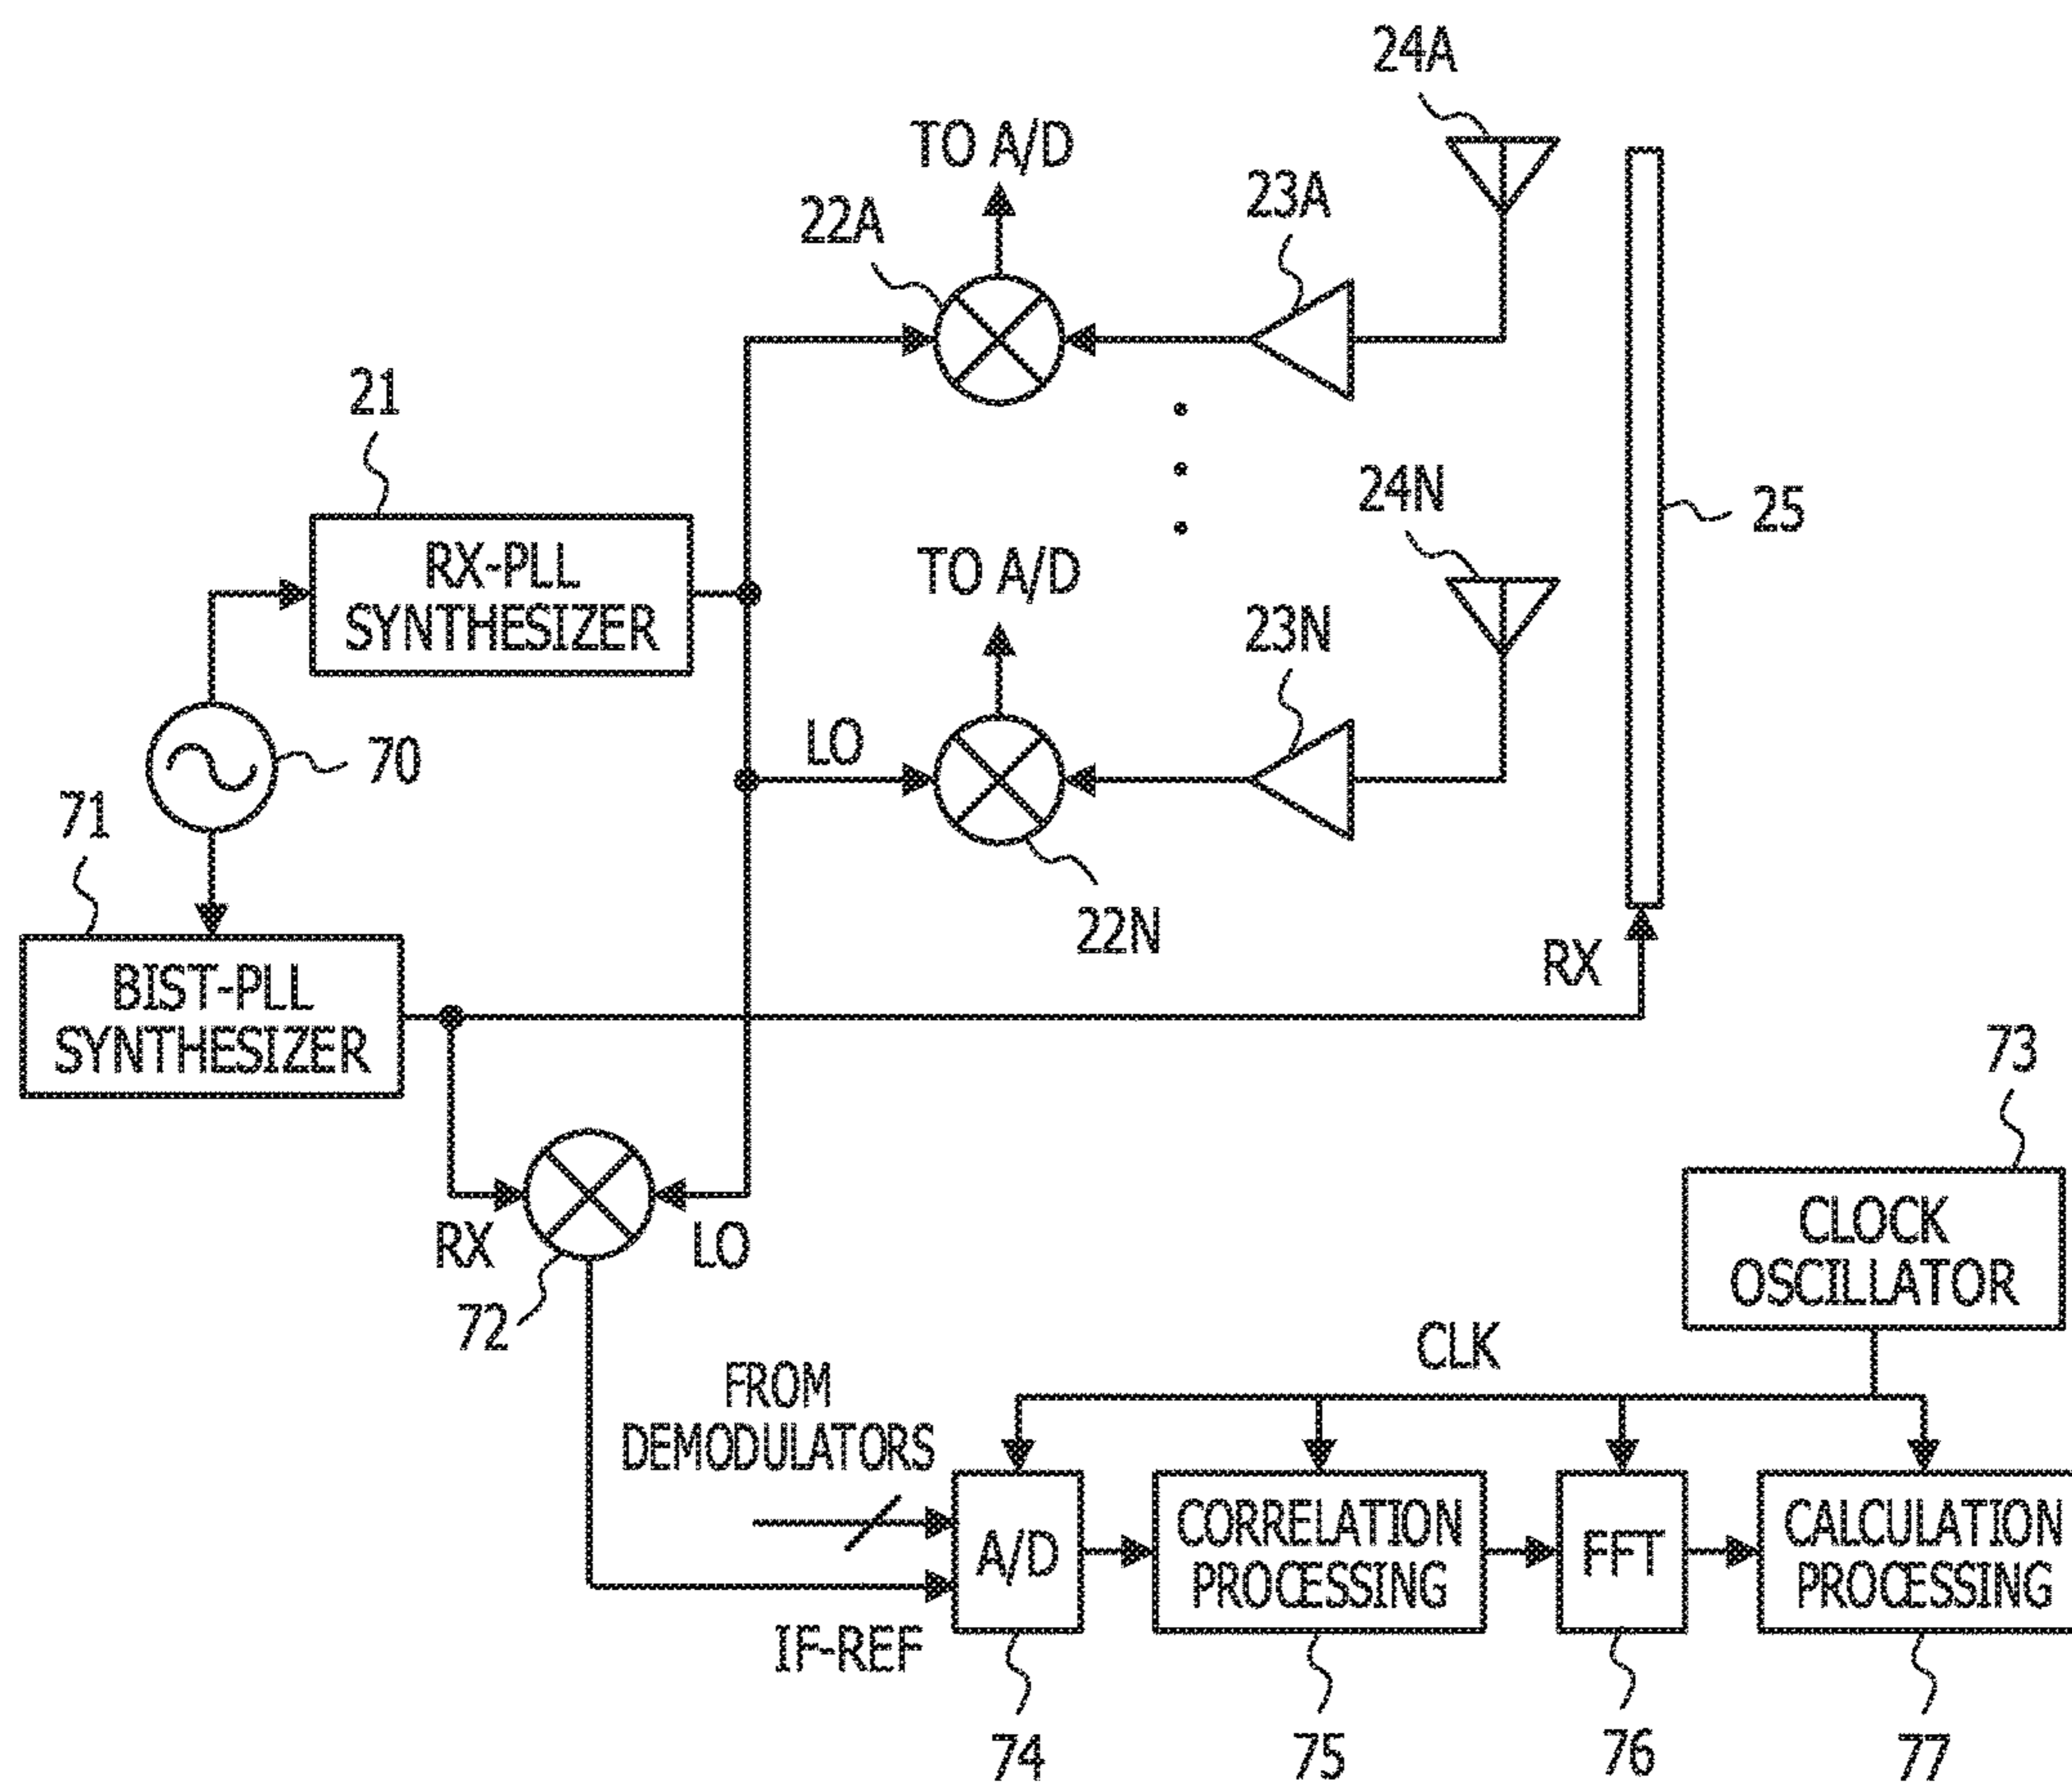 24A
TO A/D
23A
22A
21
RX-PLL
SYNTHESIZER
24N
25
TO A/D
23N
LO
70
71
22N
BIST-PLL
SYNTHESIZER
RX
73
RX
LO
72
CLOCK
OSCILLATOR
CLK
FROM
DEMODULATORS
A/D
CORRELATION
PROCESSING
FFT
CALCULATION
PROCESSING
IF-REF
74
75
76
77